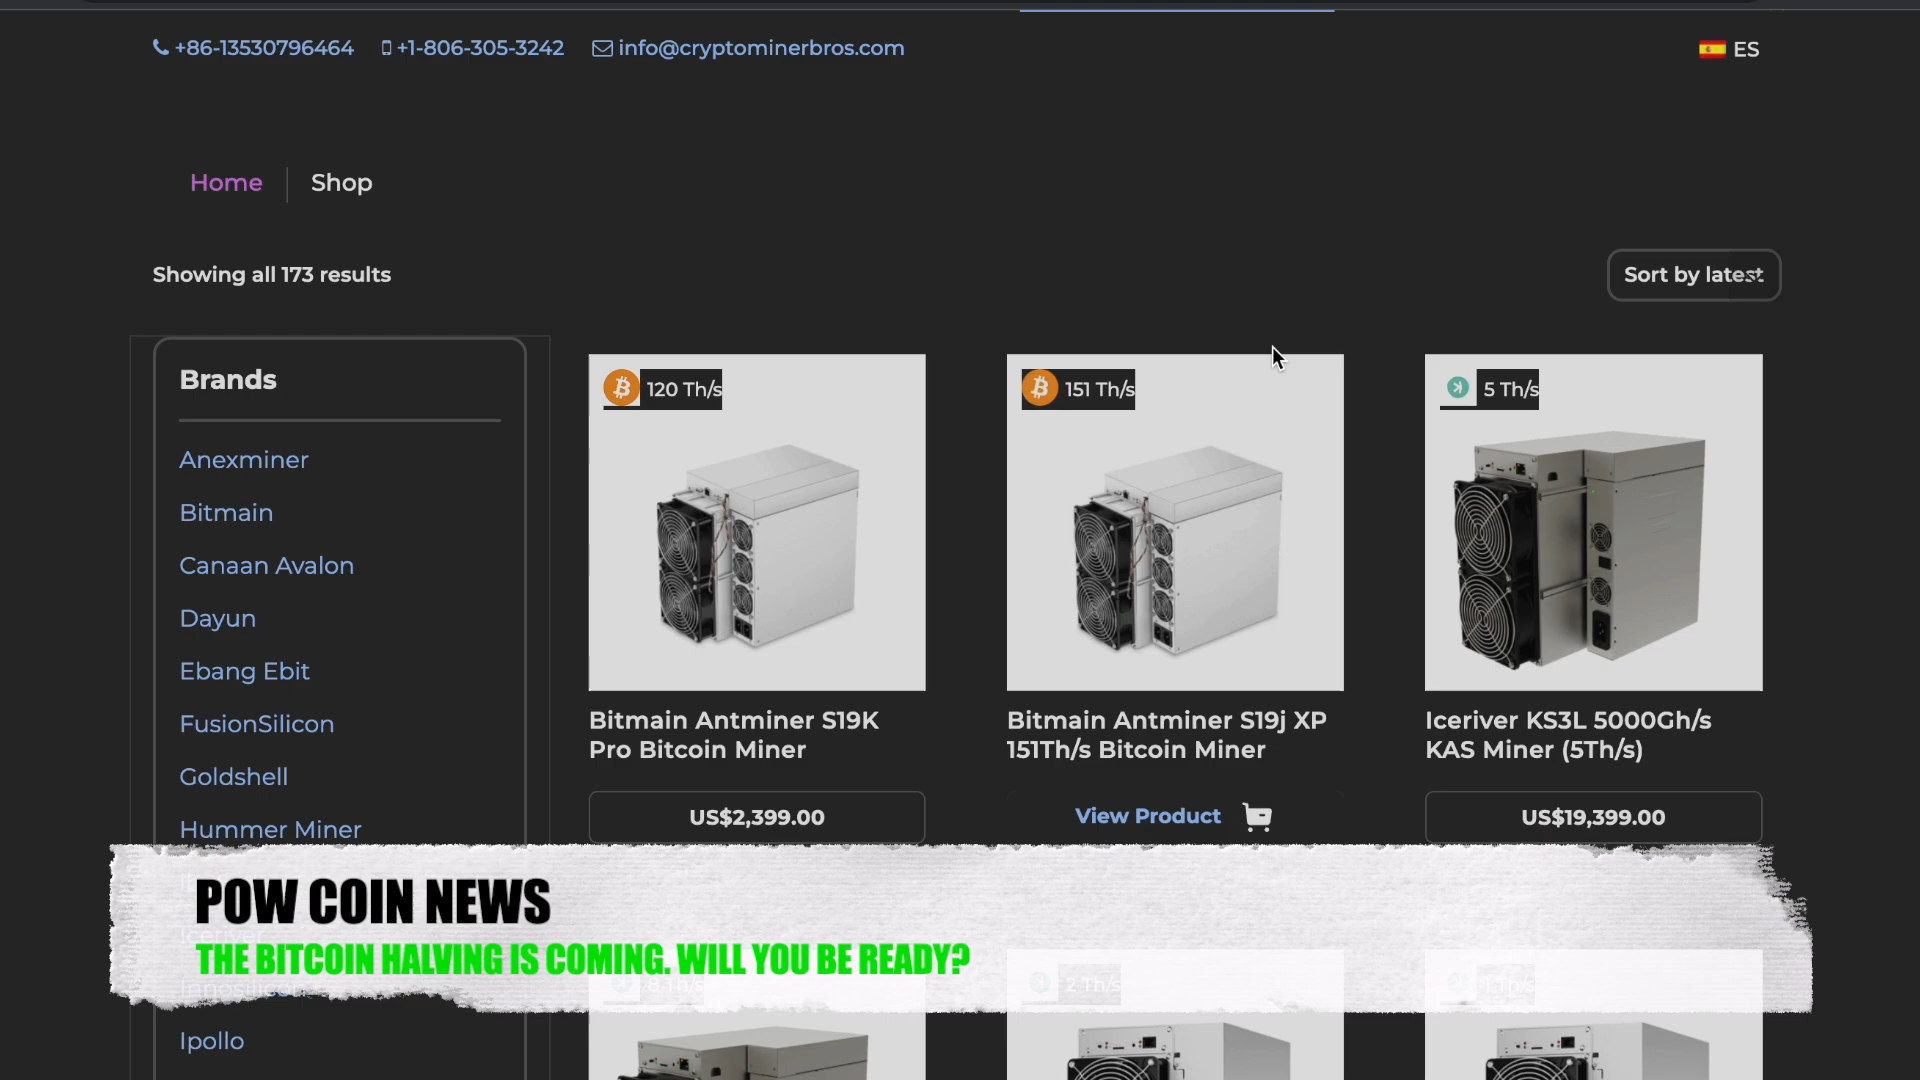 +86-13530796464 +1-806-305-3242 info@cryptominerbros.com ES
Home Shop
Showing all 173 results Sort by latest
Brands
Anexminer
Bitmain
Canaan Avalon
Dayun
Ebang Ebit
FusionSilicon
Goldshell
Hummer Miner
Innosilicon
Ipollo
120 Th/s
Bitmain Antminer S19K
Pro Bitcoin Miner
US$2,399.00
151 Th/s
Bitmain Antminer S19j XP
151Th/s Bitcoin Miner
View Product
5 Th/s
Iceriver KS3L 5000Gh/s
KAS Miner (5Th/s)
US$19,399.00
8 Th/s
2 Th/s
POW COIN NEWS
THE BITCOIN HALVING IS COMING. WILL YOU BE READY?